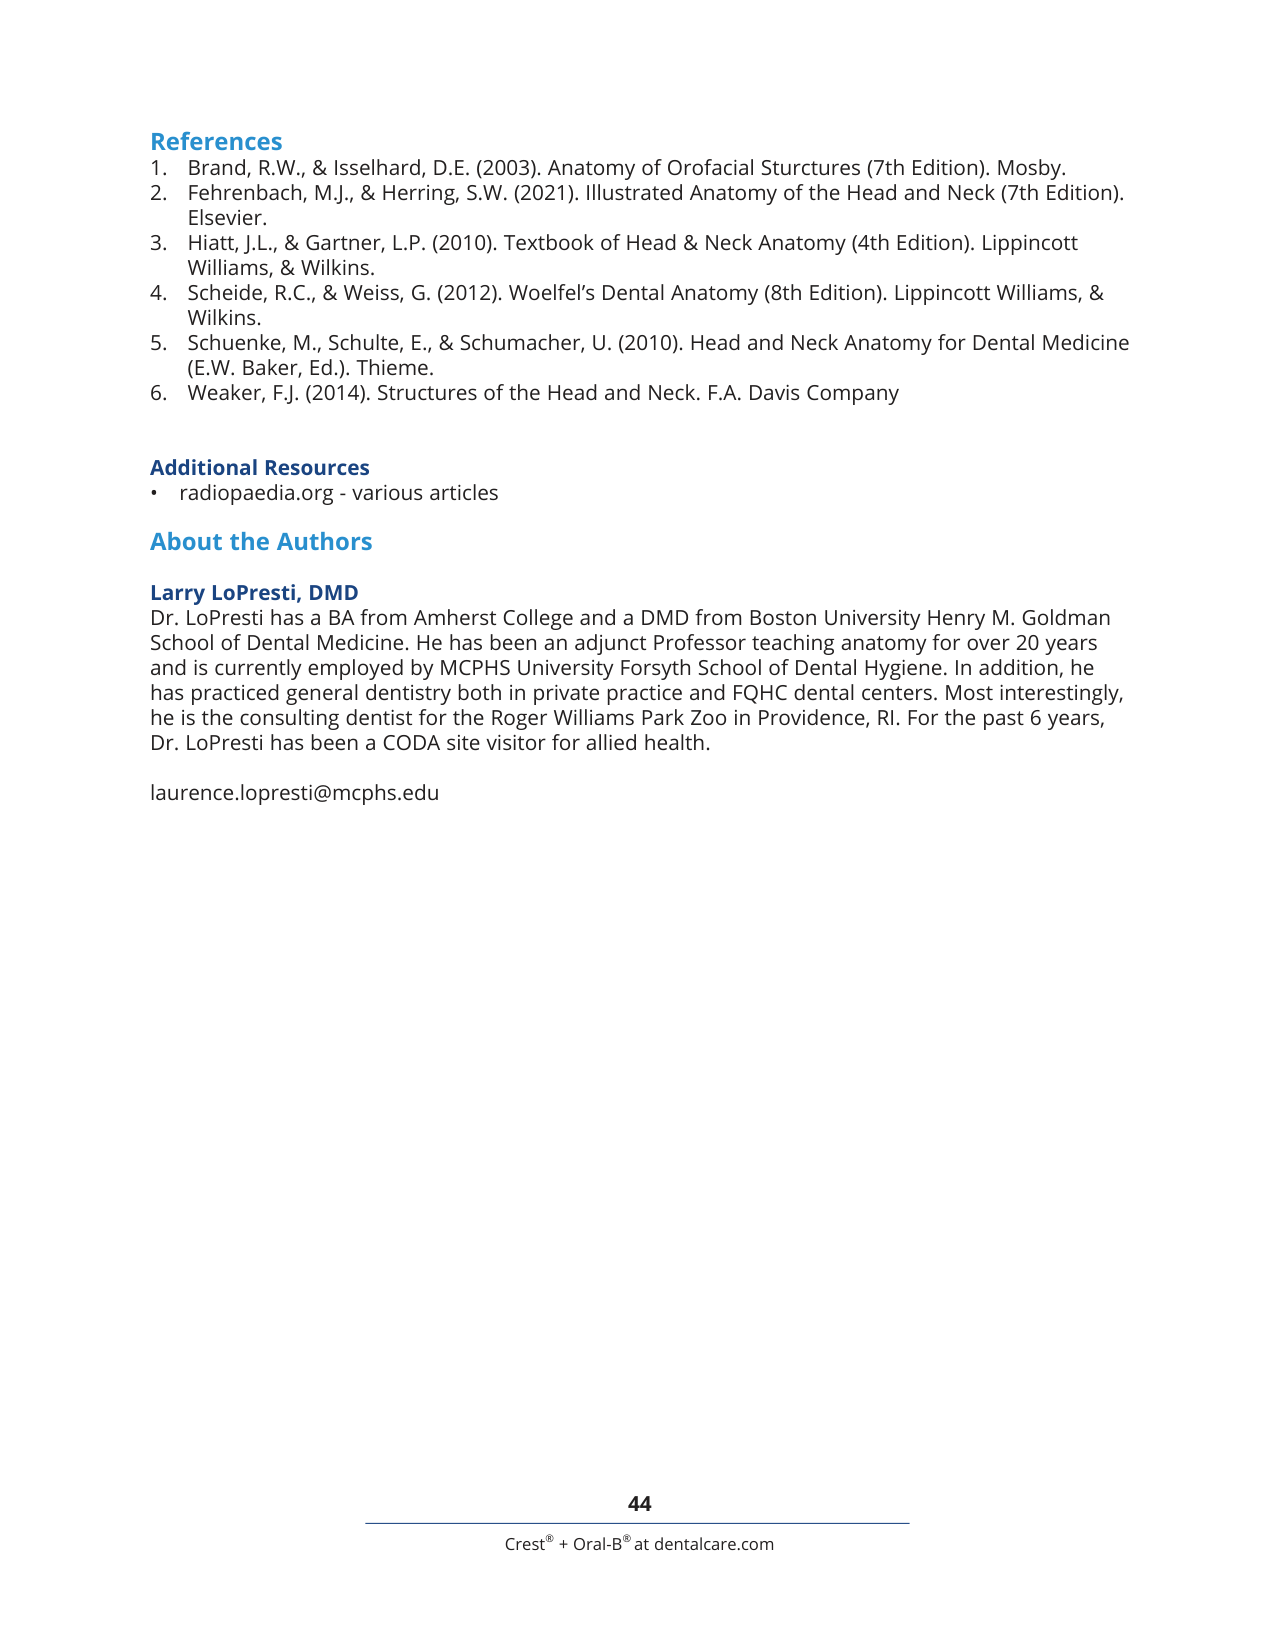 References
1. Brand, R.W., & Isselhard, D.E. (2003). Anatomy of Orofacial Sturctures (7th Edition). Mosby.
2. Fehrenbach, M.J., & Herring, S.W. (2021). Illustrated Anatomy of the Head and Neck (7th Edition).
Elsevier.
3. Hiatt, J.L., & Gartner, L.P. (2010). Textbook of Head & Neck Anatomy (4th Edition). Lippincott
Williams, & Wilkins.
4. Scheide, R.C., & Weiss, G. (2012). Woelfel’s Dental Anatomy (8th Edition). Lippincott Williams, &
Wilkins.
5. Schuenke, M., Schulte, E., & Schumacher, U. (2010). Head and Neck Anatomy for Dental Medicine
(E.W. Baker, Ed.). Thieme.
6. Weaker, F.J. (2014). Structures of the Head and Neck. F.A. Davis Company
Additional Resources
• radiopaedia.org - various articles
About the Authors
Larry LoPresti, DMD
Dr. LoPresti has a BA from Amherst College and a DMD from Boston University Henry M. Goldman
School of Dental Medicine. He has been an adjunct Professor teaching anatomy for over 20 years
and is currently employed by MCPHS University Forsyth School of Dental Hygiene. In addition, he
has practiced general dentistry both in private practice and FQHC dental centers. Most interestingly,
he is the consulting dentist for the Roger Williams Park Zoo in Providence, RI. For the past 6 years,
Dr. LoPresti has been a CODA site visitor for allied health.
laurence.lopresti@mcphs.edu
44
Crest® + Oral-B® at dentalcare.com